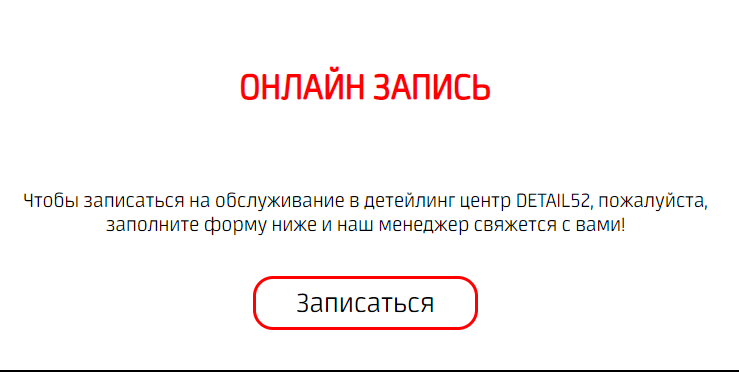 ОНЛАЙН ЗАПИСЬ
Чтобы записаться на обслуживание в детейлинг центр DETAIL52, пожалуйста,
заполните форму ниже и наш менеджер свяжется с вами!
Записаться